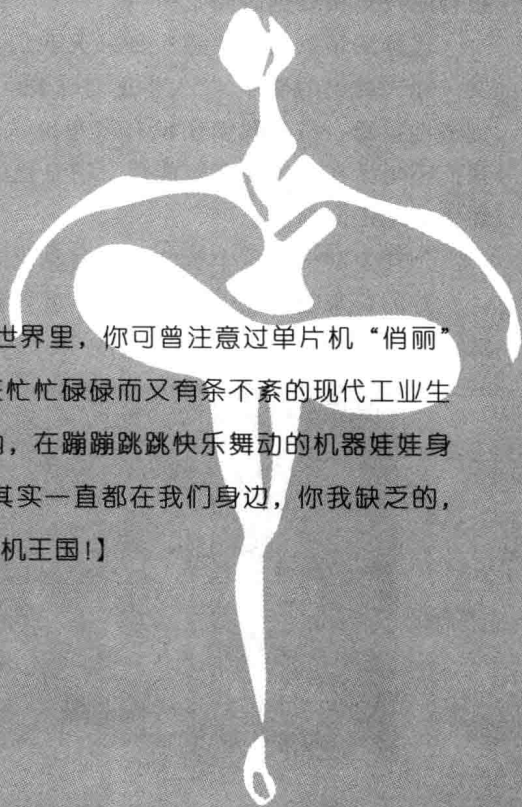 世界里，你可曾注意过单片机“俏丽”
忙忙碌碌而又有条不紊的现代工业生
，在蹦蹦跳跳快乐舞动的机器娃娃身
其实一直都在我们身边，你我缺乏的，
机王国！】